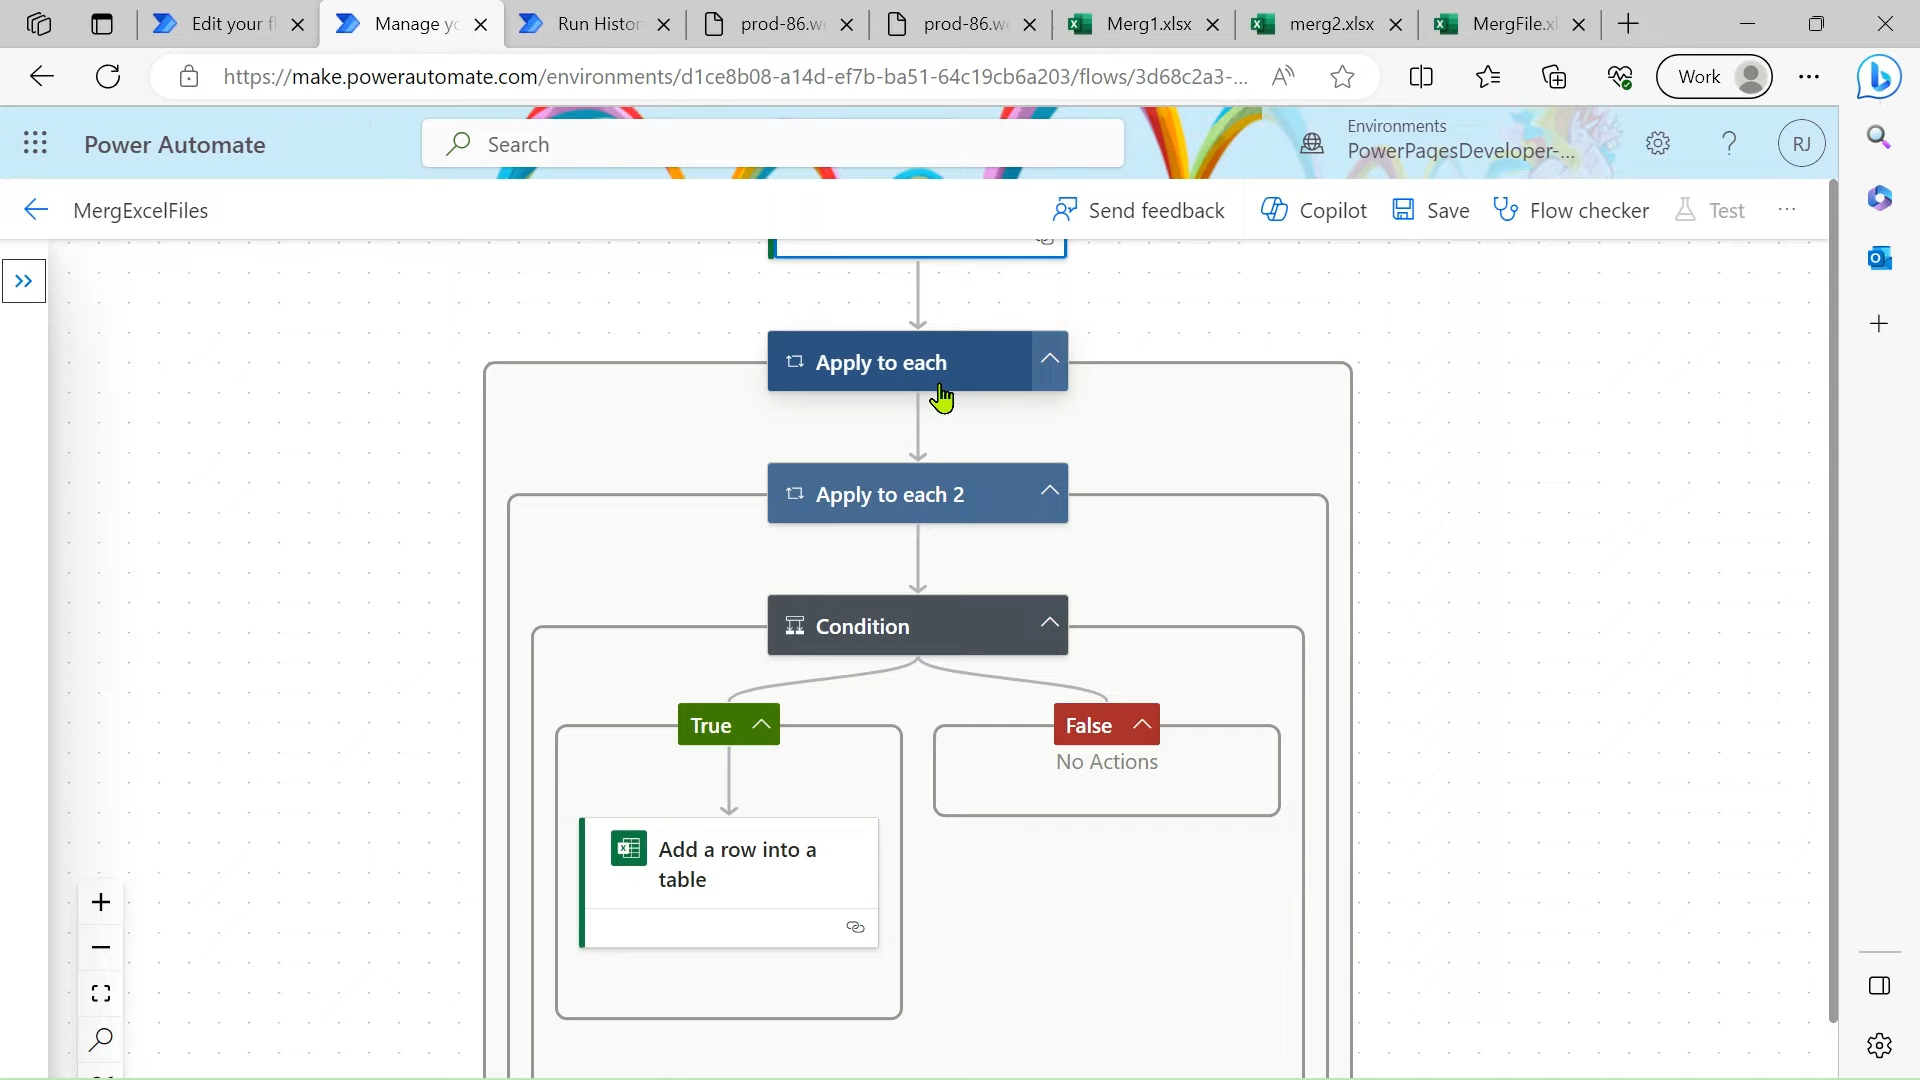 Edit your fl
Manage yo
Run Histor
prod-86.w
prod-86.w
Merg1.xlsx
merg2.xlsx
MergFile.xl
https://make.powerautomate.com/environments/d1ce8b08-a14d-ef7b-ba51-64c19cb6a203/flows/3d68c2a3-...
Work
Power Automate
Search
Environments
PowerPagesDeveloper-...
RJ
MergExcelFiles
Send feedback
Copilot
Save
Flow checker
Test
Apply to each
Apply to each 2
Condition
True
False
No Actions
Add a row into a
table